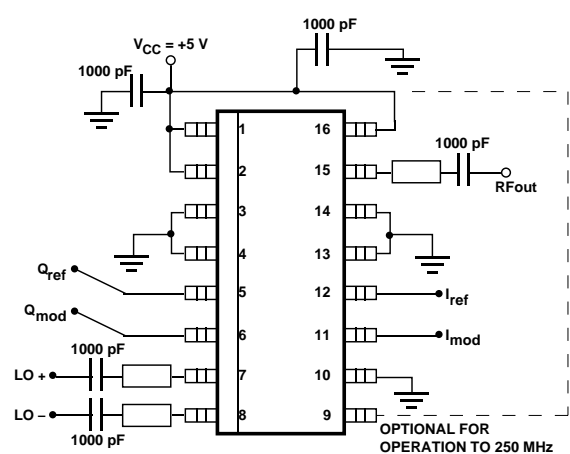 1000 pF
VCC = +5 V
1000 pF
1 16
1000 pF
2 15
RFout
3 14
4 13
Qref
5 12 Iref
Qmod
6 11 Imod
1000 pF
LO + 7 10
LO – 8 9
1000 pF
OPTIONAL FOR
OPERATION TO 250 MHz